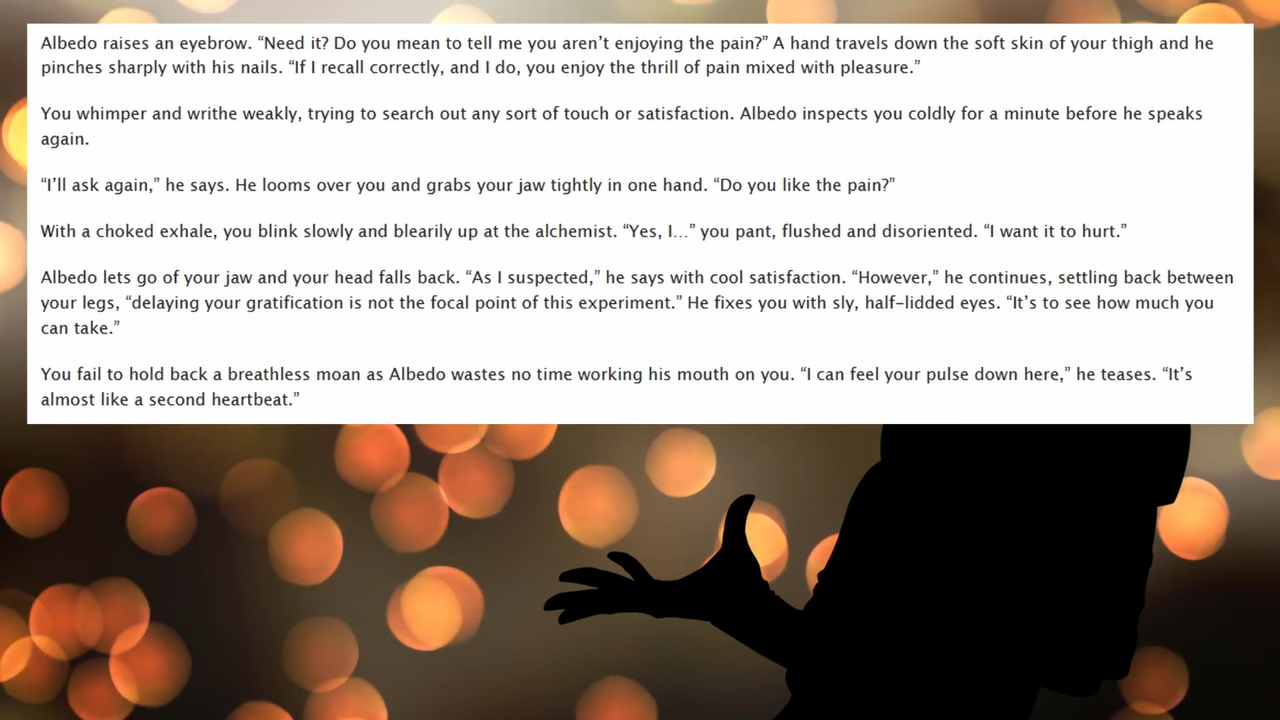 Albedo raises an eyebrow. “Need it? Do you mean to tell me you aren’t enjoying the pain?” A hand travels down the soft skin of your thigh and he
pinches sharply with his nails. “If I recall correctly, and I do, you enjoy the thrill of pain mixed with pleasure.”
You whimper and writhe weakly, trying to search out any sort of touch or satisfaction. Albedo inspects you coldly for a minute before he speaks
again.
“I’ll ask again,” he says. He looms over you and grabs your jaw tightly in one hand. “Do you like the pain?”
With a choked exhale, you blink slowly and blearily up at the alchemist. “Yes, I…” you pant, flushed and disoriented. “I want it to hurt.”
Albedo lets go of your jaw and your head falls back. “As I suspected,” he says with cool satisfaction. “However,” he continues, settling back between
your legs, “delaying your gratification is not the focal point of this experiment.” He fixes you with sly, half-lidded eyes. “It’s to see how much you
can take.”
You fail to hold back a breathless moan as Albedo wastes no time working his mouth on you. “I can feel your pulse down here,” he teases. “It’s
almost like a second heartbeat.”